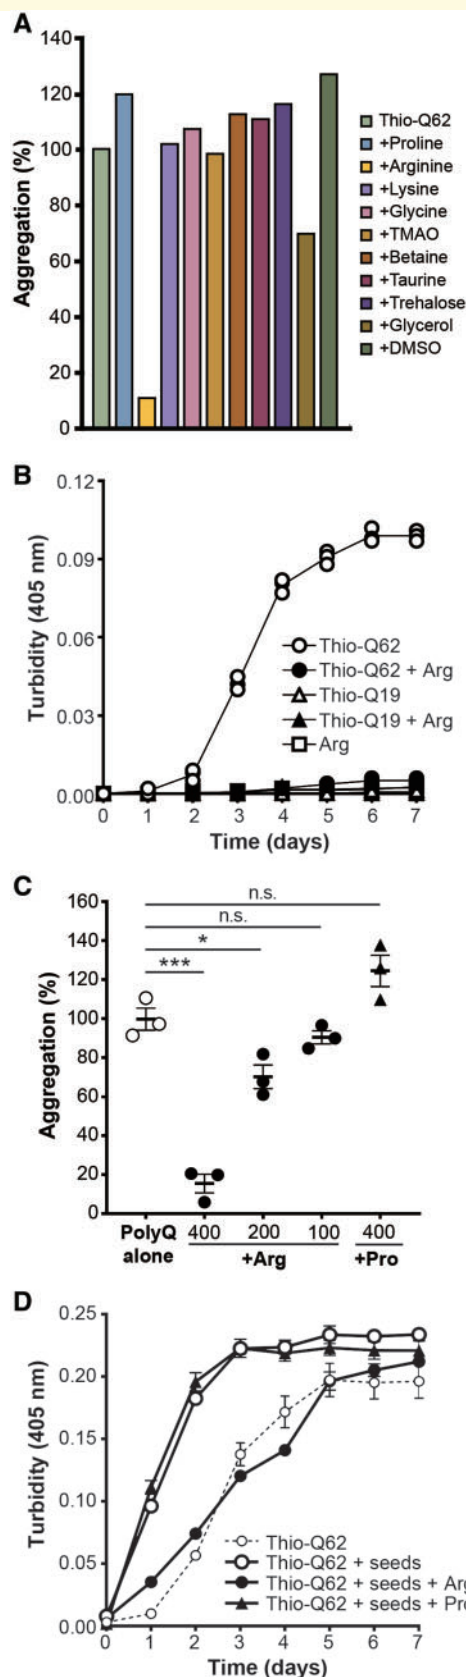 A
140
120
100
80
60
40
20
0
Aggregation (%)
Thio-Q62
+Proline
+Arginine
+Lysine
+Glycine
+TMAO
+Betaine
+Taurine
+Trehalose
+Glycerol
+DMSO
B
0.12
0.09
0.06
0.03
0.00
Turbidity (405 nm)
Thio-Q62
Thio-Q62 + Arg
Thio-Q19
Thio-Q19 + Arg
Arg
0 1 2 3 4 5 6 7
Time (days)
C
160
140
120
100
80
60
40
20
0
Aggregation (%)
n.s.
n.s.
*
***
PolyQ 400 200 100 400
alone +Arg +Pro
D
0.25
0.20
0.15
0.10
0.05
0.00
Turbidity (405 nm)
Thio-Q62
Thio-Q62 + seeds
Thio-Q62 + seeds + Arg
Thio-Q62 + seeds + Pro
0 1 2 3 4 5 6 7
Time (days)